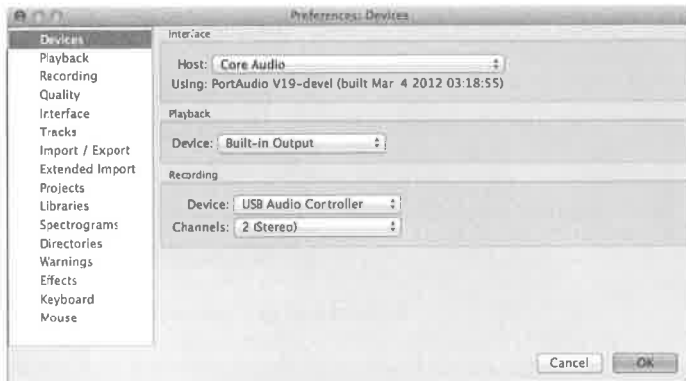 Preferences: Devices
Devices
Playback
Recording
Quality
Interface
Tracks
Import / Export
Extended Import
Projects
Libraries
Spectrograms
Directories
Warnings
Effects
Keyboard
Mouse
Interface
Host: Core Audio
Using: PortAudio V19-devel (built Mar 4 2012 03:18:55)
Playback
Device: Built-in Output
Recording
Device: USB Audio Controller
Channels: 2 (Stereo)
Cancel OK